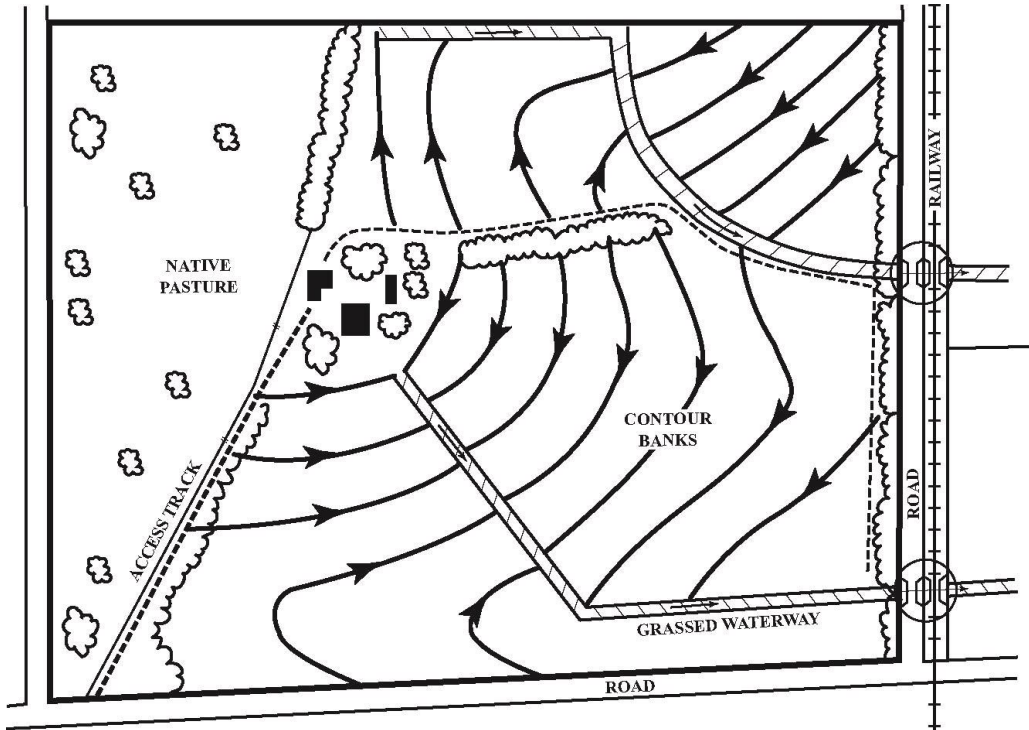 RAILWAY
NATIVE
PASTURE
CONTOUR
BANKS
ACCESS TRACK
ROAD
GRASSED WATERWAY
ROAD